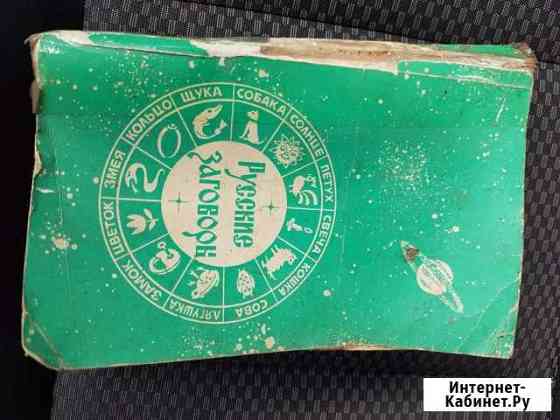 Русские
заговоры
СОБАКА
СОЛНЦЕ
ПЕТУХ
СВЕЧА
КОШКА
СОВА
ЛЯГУШКА
ЗАМОК
ЦВЕТОК
ЗМЕЯ
КОЛЬЦО
ЩУКА
Интернет-
Кабинет.Ру